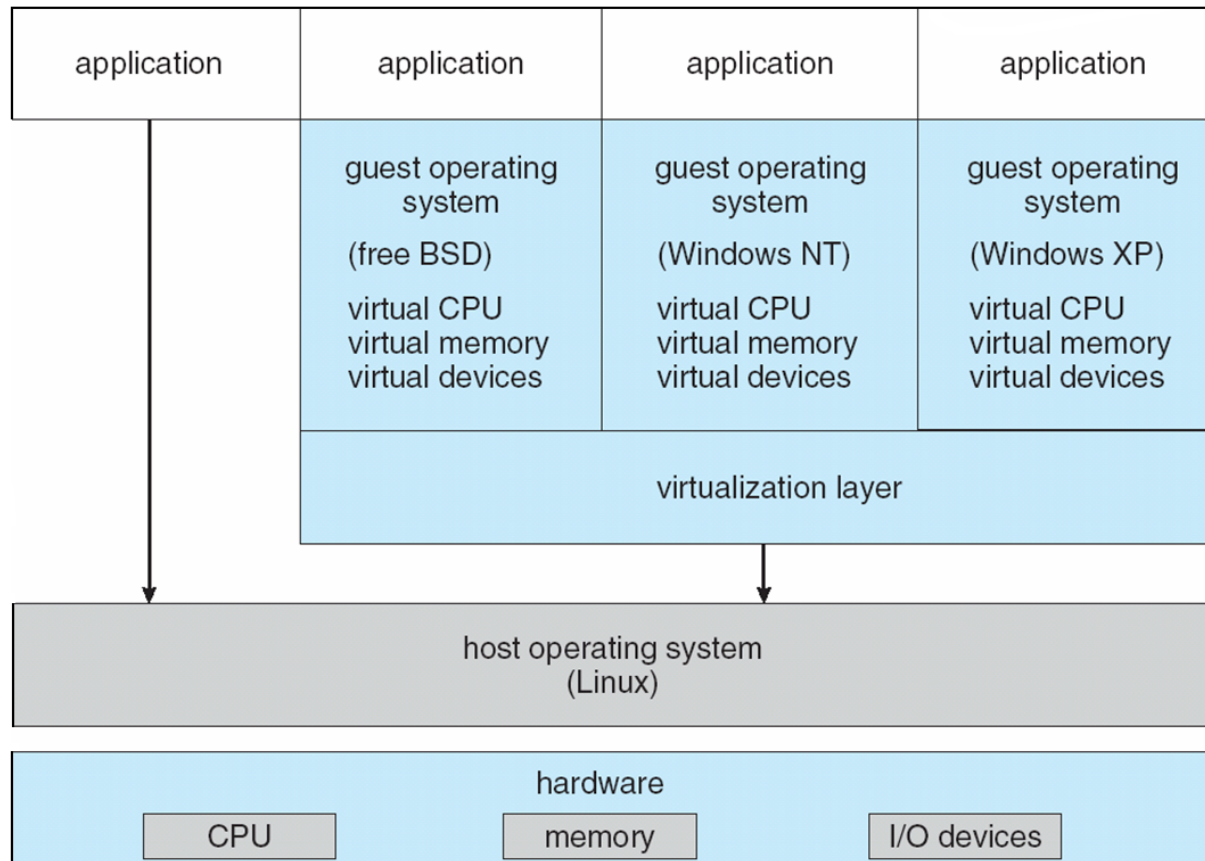 application
application
application
application
guest operating
system
(free BSD)
virtual CPU
virtual memory
virtual devices
guest operating
system
(Windows NT)
virtual CPU
virtual memory
virtual devices
guest operating
system
(Windows XP)
virtual CPU
virtual memory
virtual devices
virtualization layer
host operating system
(Linux)
hardware
CPU
memory
I/O devices